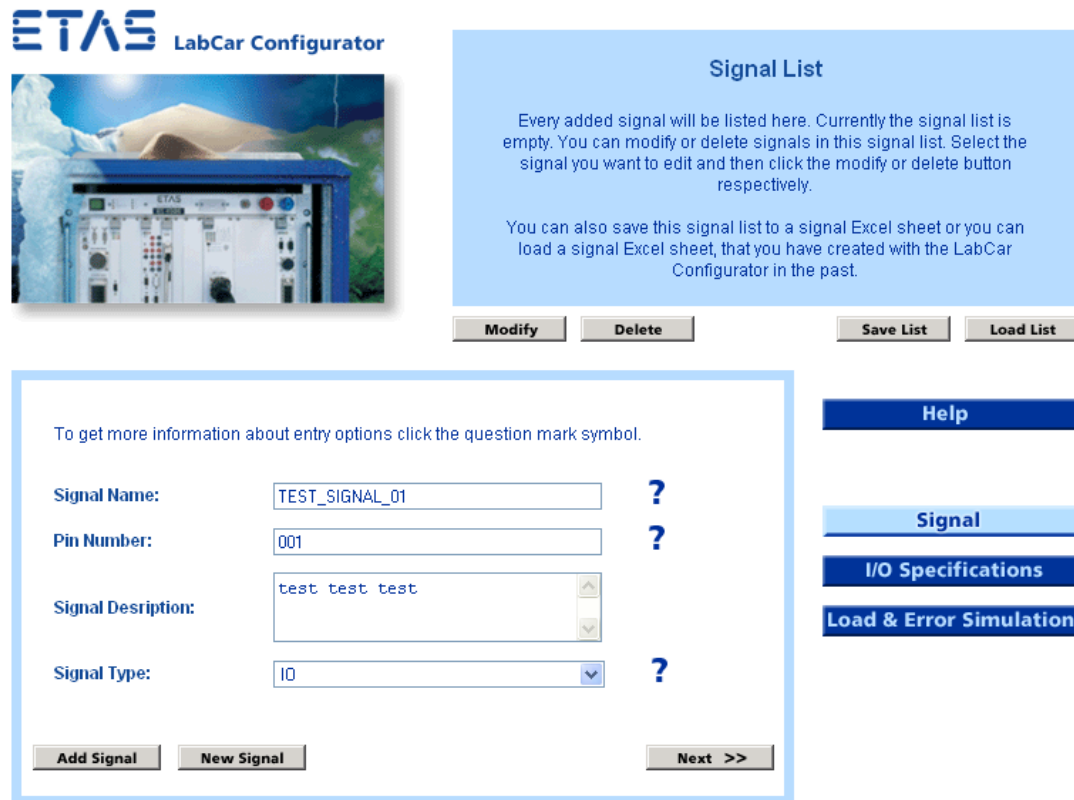 ETAS LabCar Configurator
ETAS
Signal List
Every added signal will be listed here. Currently the signal list is
empty. You can modify or delete signals in this signal list. Select the
signal you want to edit and then click the modify or delete button
respectively.
You can also save this signal list to a signal Excel sheet or you can
load a signal Excel sheet, that you have created with the LabCar
Configurator in the past.
Modify Delete Save List Load List
To get more information about entry options click the question mark symbol.
Signal Name: TEST_SIGNAL_01 ?
Pin Number: 001 ?
Signal Desription: test test test
Signal Type: IO ?
Add Signal New Signal Next >>
Help
Signal
I/O Specifications
Load & Error Simulation